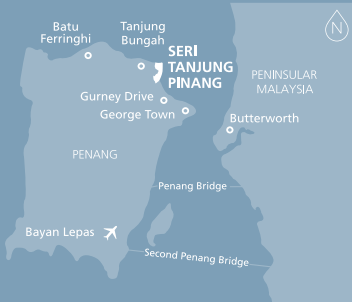 N
Batu
Ferringhi
Tanjung
Bungah
SERI
TANJUNG
PINANG
PENINSULAR
MALAYSIA
Gurney Drive
George Town
Butterworth
PENANG
Penang Bridge
Bayan Lepas
Second Penang Bridge